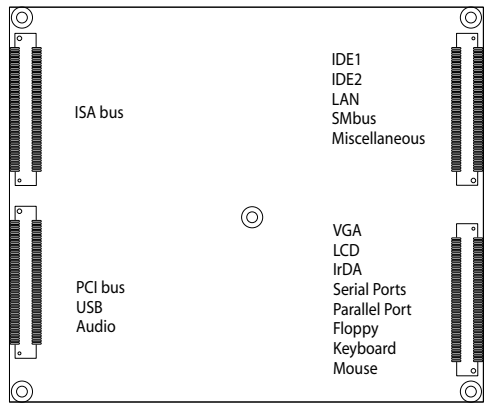 ISA bus
IDE1
IDE2
LAN
SMbus
Miscellaneous
PCI bus
USB
Audio
VGA
LCD
IrDA
Serial Ports
Parallel Port
Floppy
Keyboard
Mouse